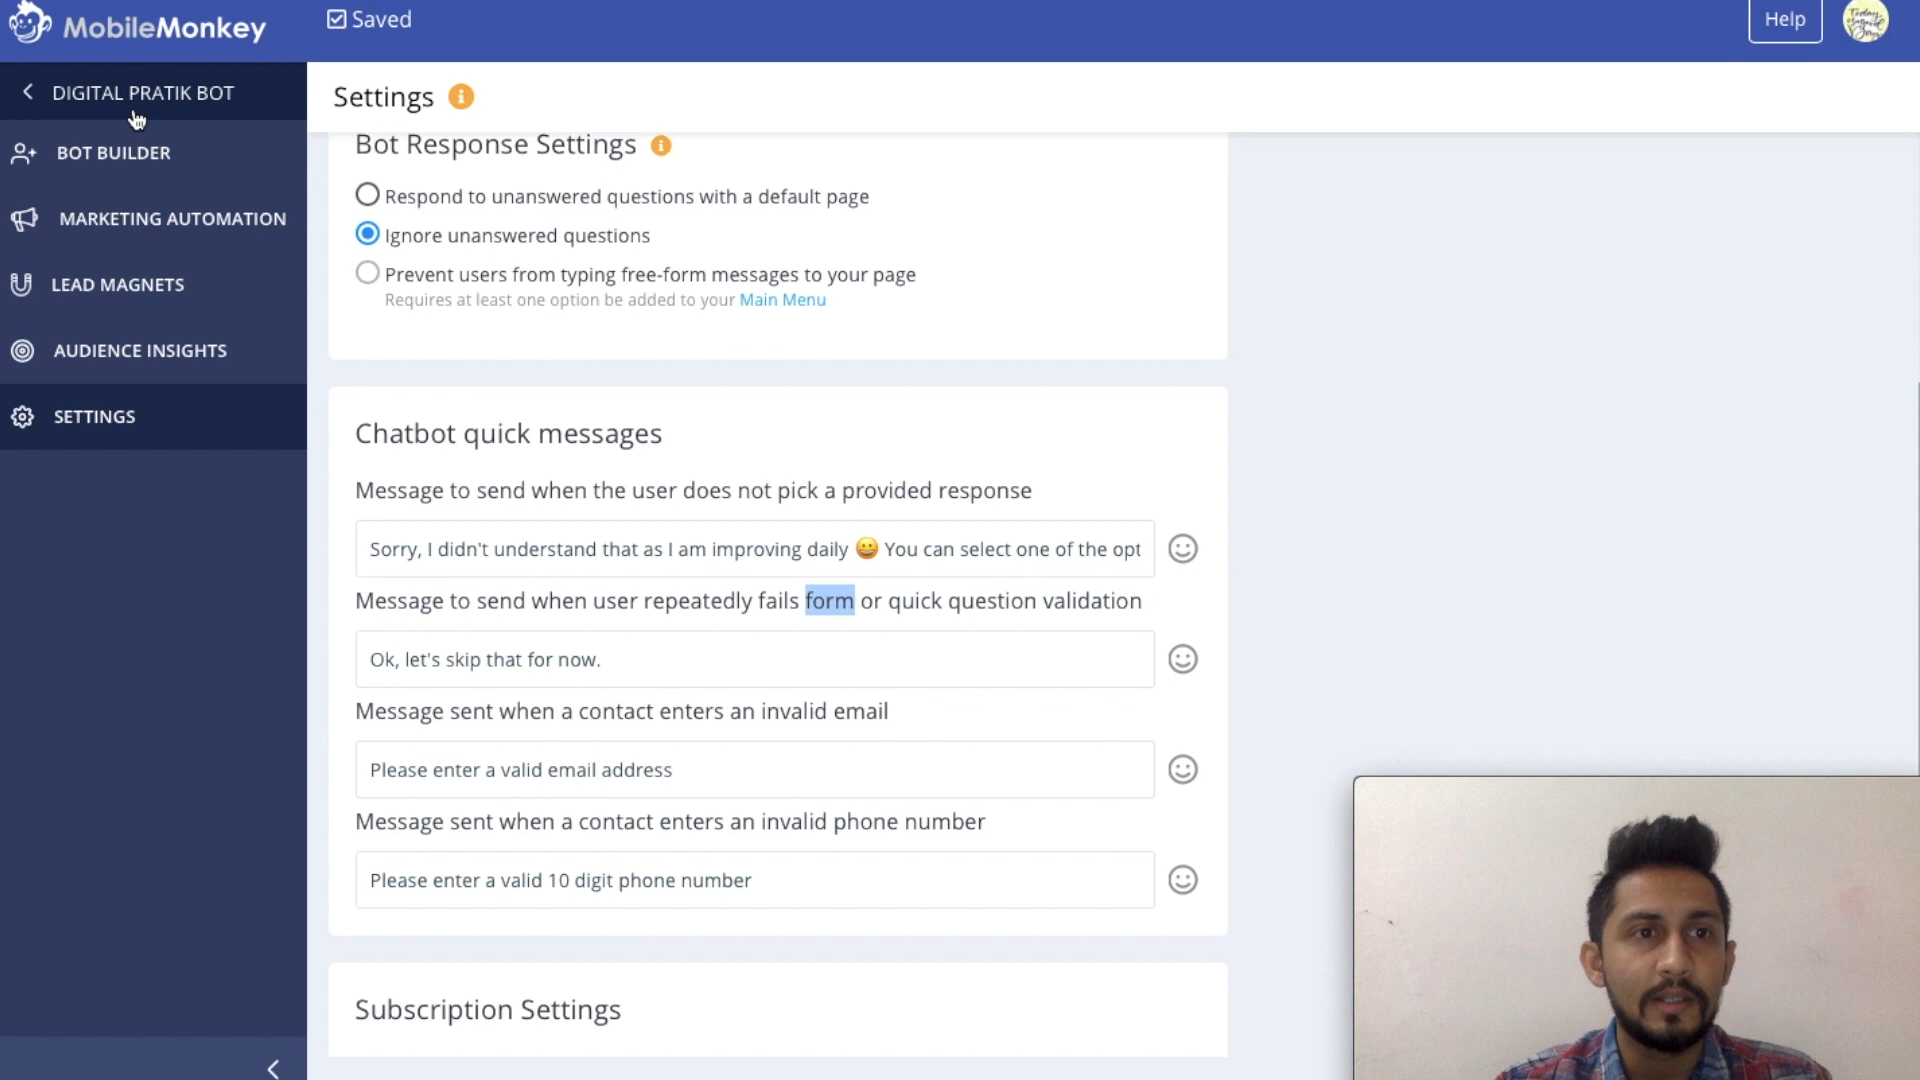 MobileMonkey
Saved
Help
DIGITAL PRATIK BOT
BOT BUILDER
MARKETING AUTOMATION
LEAD MAGNETS
AUDIENCE INSIGHTS
SETTINGS
Settings
Bot Response Settings
Respond to unanswered questions with a default page
Ignore unanswered questions
Prevent users from typing free-form messages to your page
Requires at least one option be added to your Main Menu
Chatbot quick messages
Message to send when the user does not pick a provided response
Sorry, I didn't understand that as I am improving daily 😀 You can select one of the opt
Message to send when user repeatedly fails form or quick question validation
Ok, let's skip that for now.
Message sent when a contact enters an invalid email
Please enter a valid email address
Message sent when a contact enters an invalid phone number
Please enter a valid 10 digit phone number
Subscription Settings